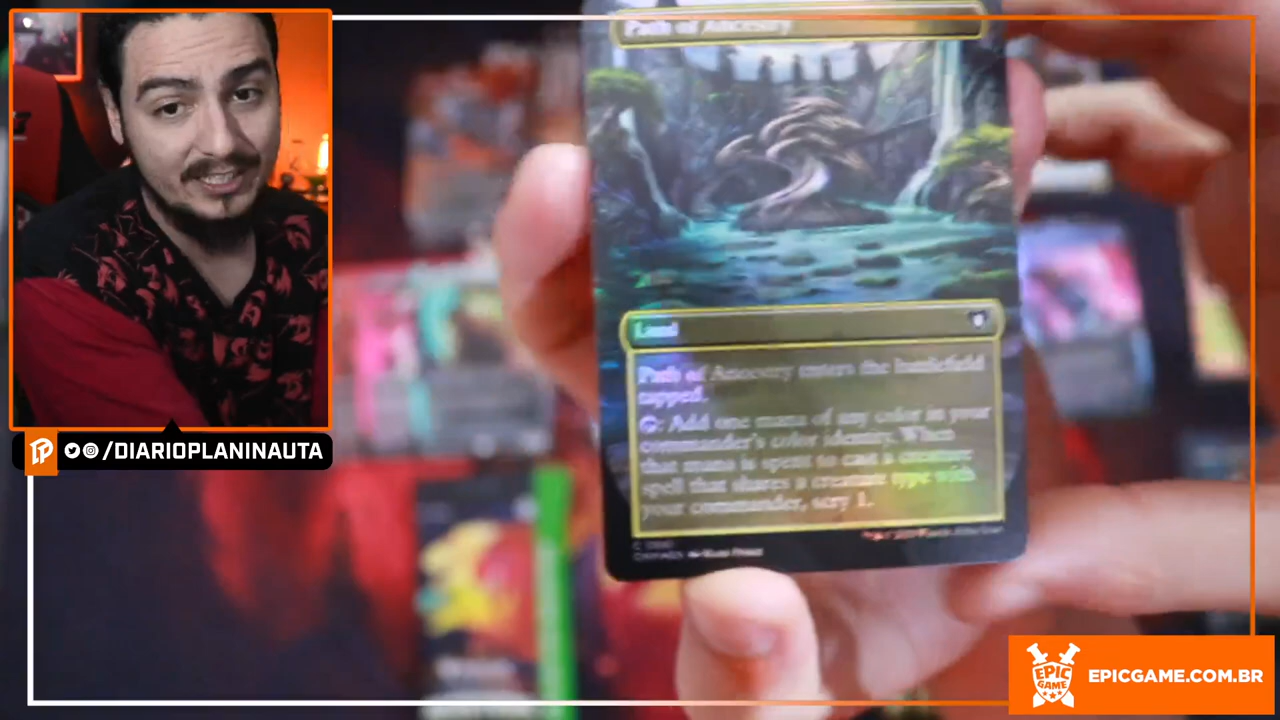 Path of Ancestry
Land
Path of Ancestry enters the battlefield
tapped.
: Add one mana of any color in your
commander's color identity. When
that mana is spent to cast a creature
spell that shares a creature type with
your commander, scry 1.
/DIARIOPLANINAUTA
EPIC
GAME
EPICGAME.COM.BR